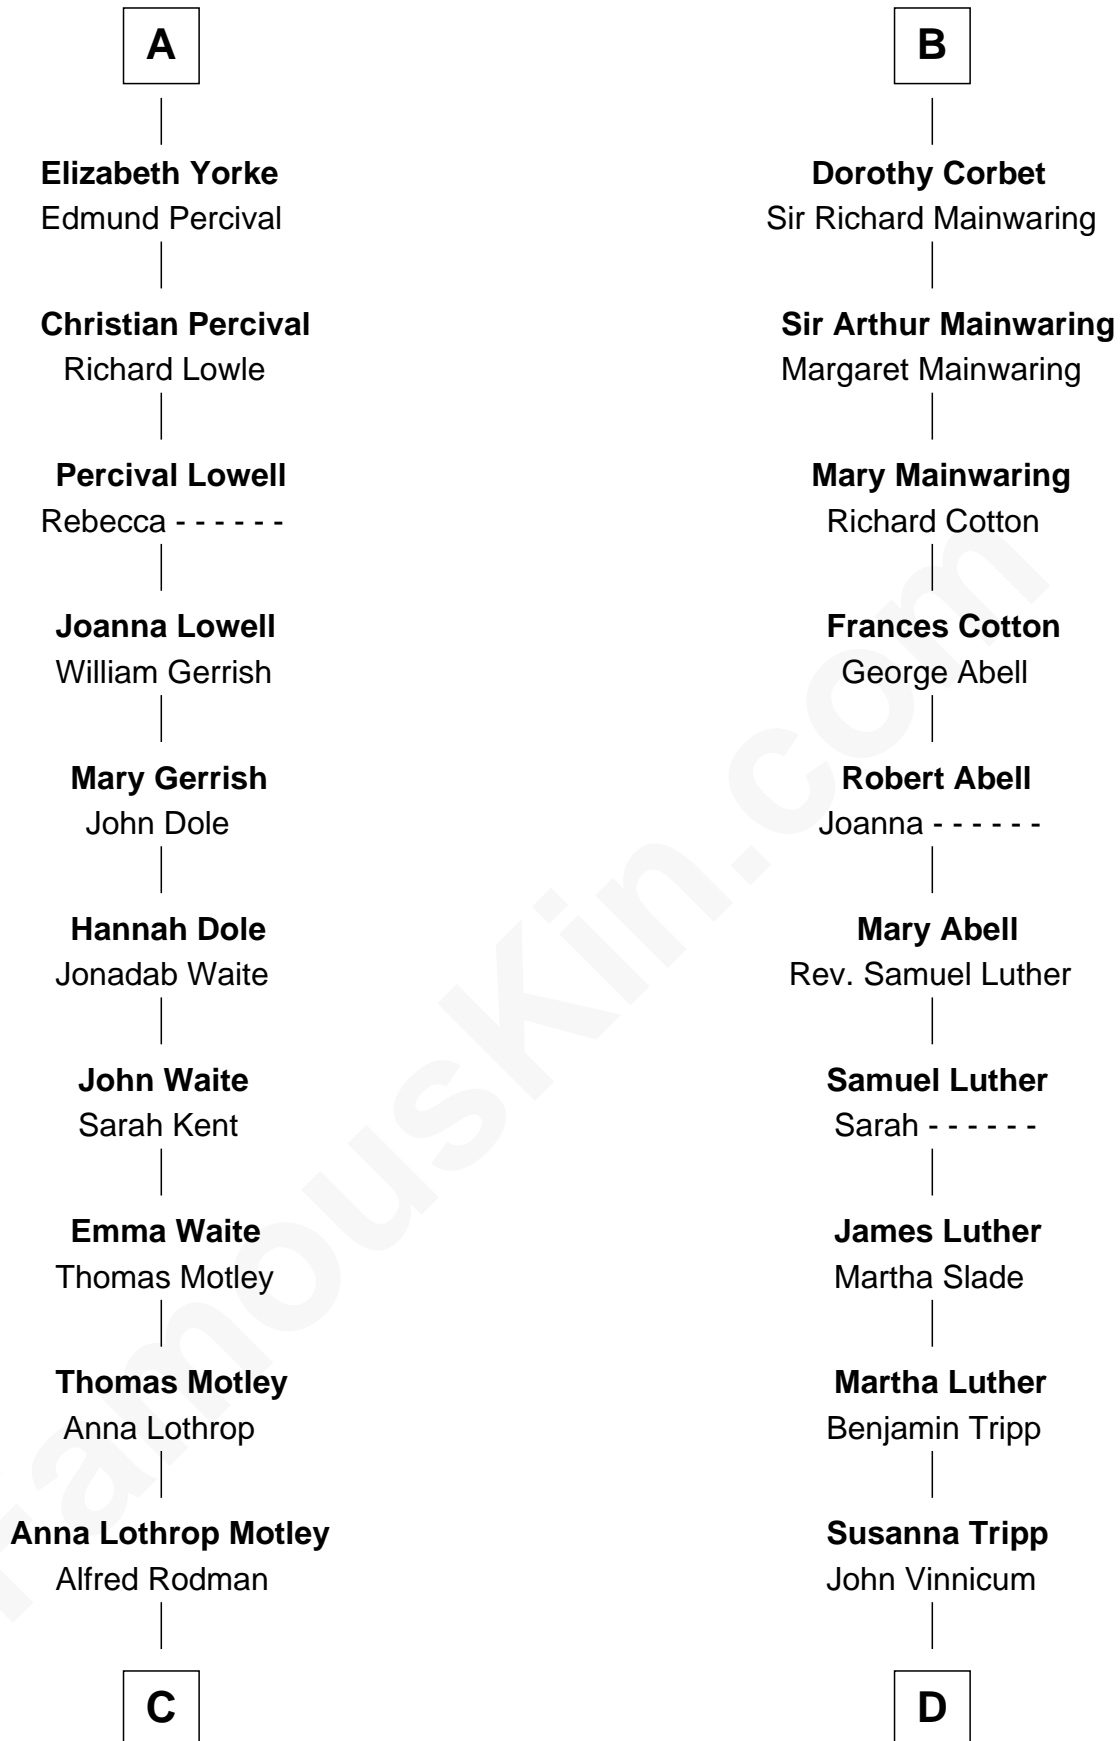 A
Elizabeth Yorke
Edmund Percival
Christian Percival
Richard Lowle
Percival Lowell
Rebecca - - - - - -
Joanna Lowell
William Gerrish
Mary Gerrish
John Dole
Hannah Dole
Jonadab Waite
John Waite
Sarah Kent
Emma Waite
Thomas Motley
Thomas Motley
Anna Lothrop
Anna Lothrop Motley
Alfred Rodman
C
B
Dorothy Corbet
Sir Richard Mainwaring
Sir Arthur Mainwaring
Margaret Mainwaring
Mary Mainwaring
Richard Cotton
Frances Cotton
George Abell
Robert Abell
Joanna - - - - - -
Mary Abell
Rev. Samuel Luther
Samuel Luther
Sarah - - - - - -
James Luther
Martha Slade
Martha Luther
Benjamin Tripp
Susanna Tripp
John Vinnicum
D
FamousKin.com